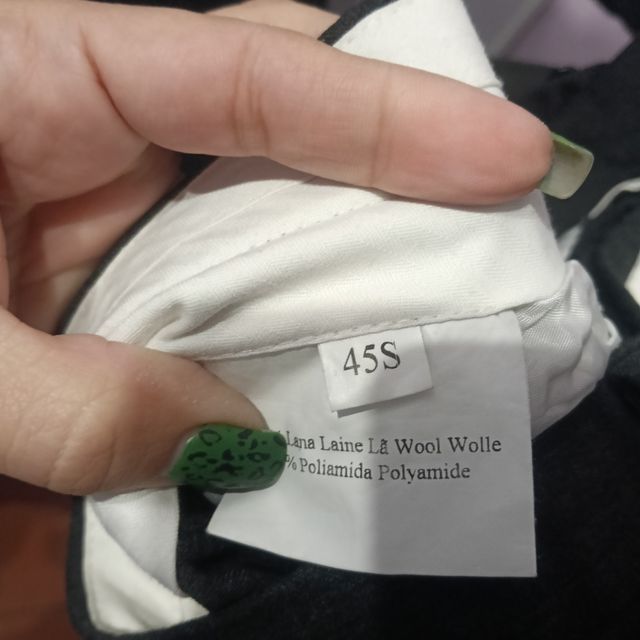 45S
Lana Laine Lã Wool Wolle
% Poliamida Polyamide